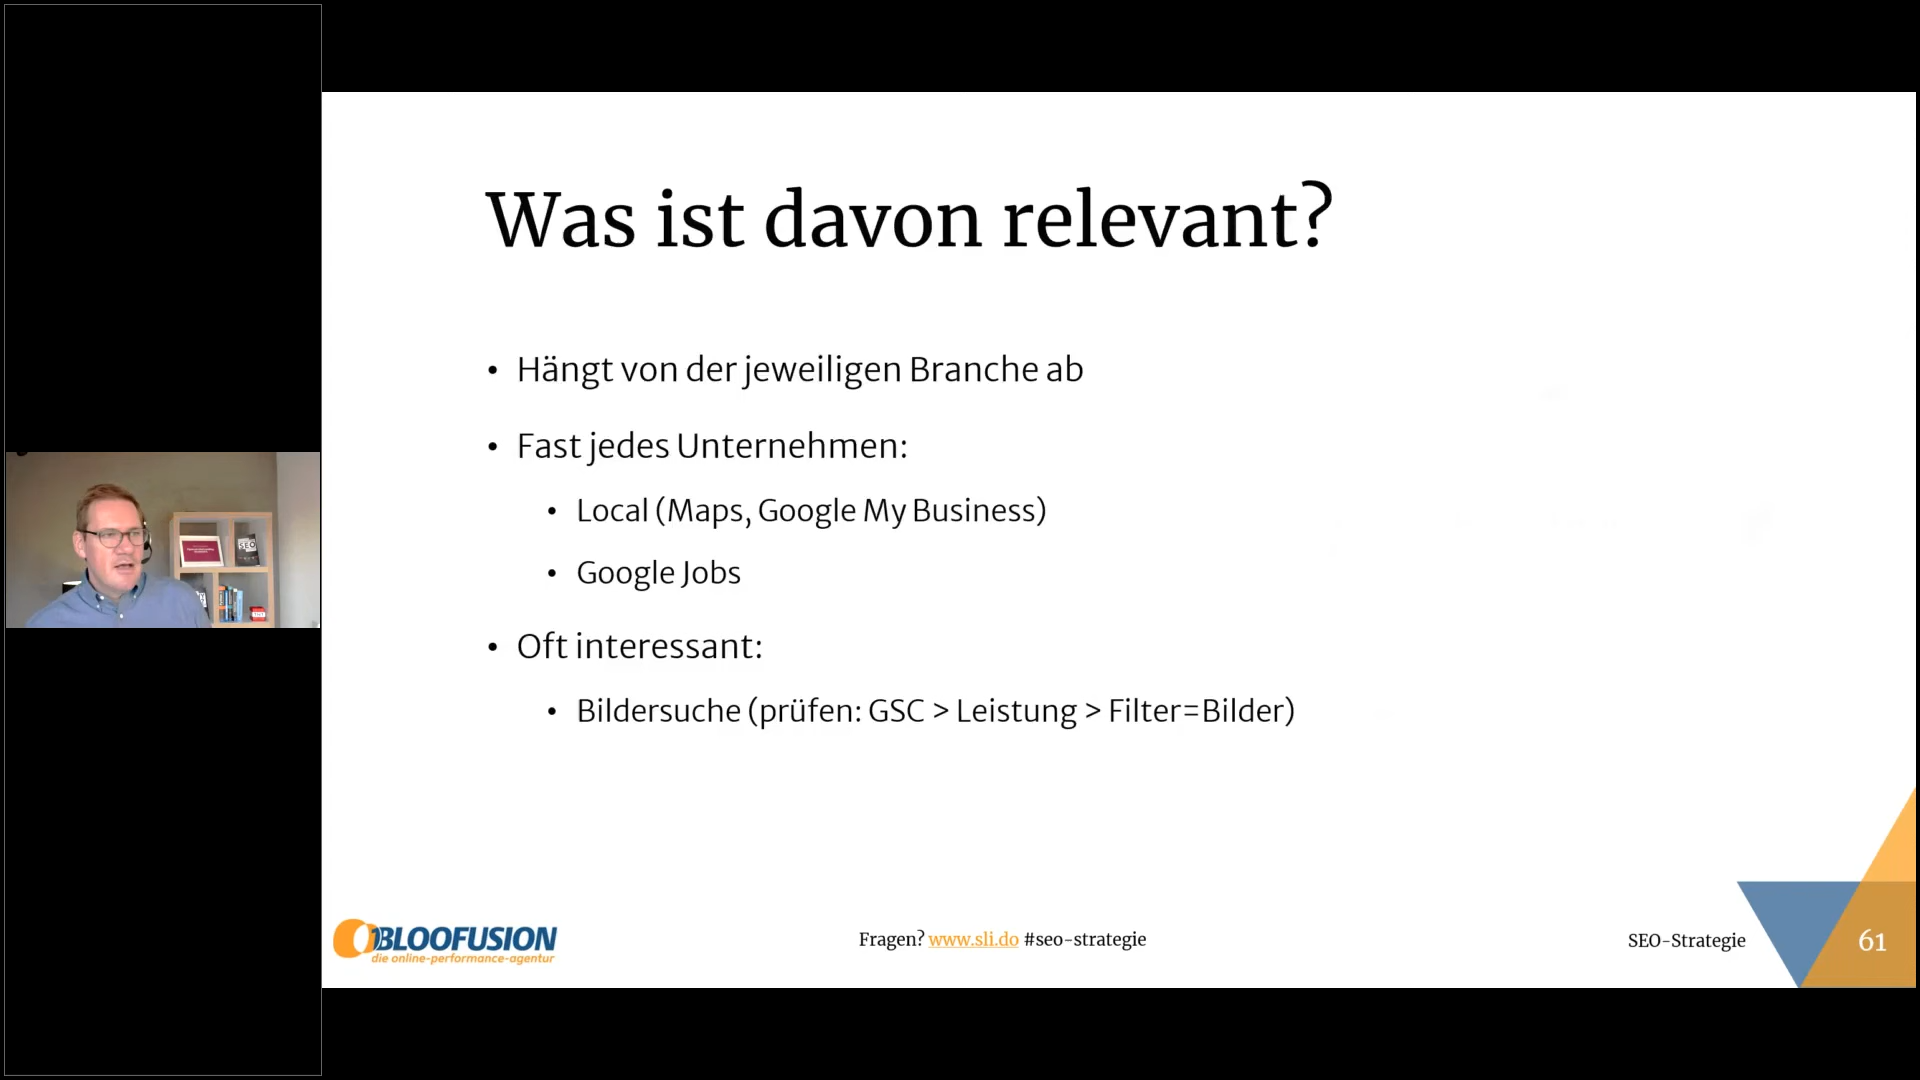 Was ist davon relevant?
• Hängt von der jeweiligen Branche ab
• Fast jedes Unternehmen:
• Local (Maps, Google My Business)
• Google Jobs
• Oft interessant:
• Bildersuche (prüfen: GSC > Leistung > Filter=Bilder)
SEO
BLOOFUSION
die online-performance-agentur
Fragen? www.sli.do #seo-strategie
SEO-Strategie
61